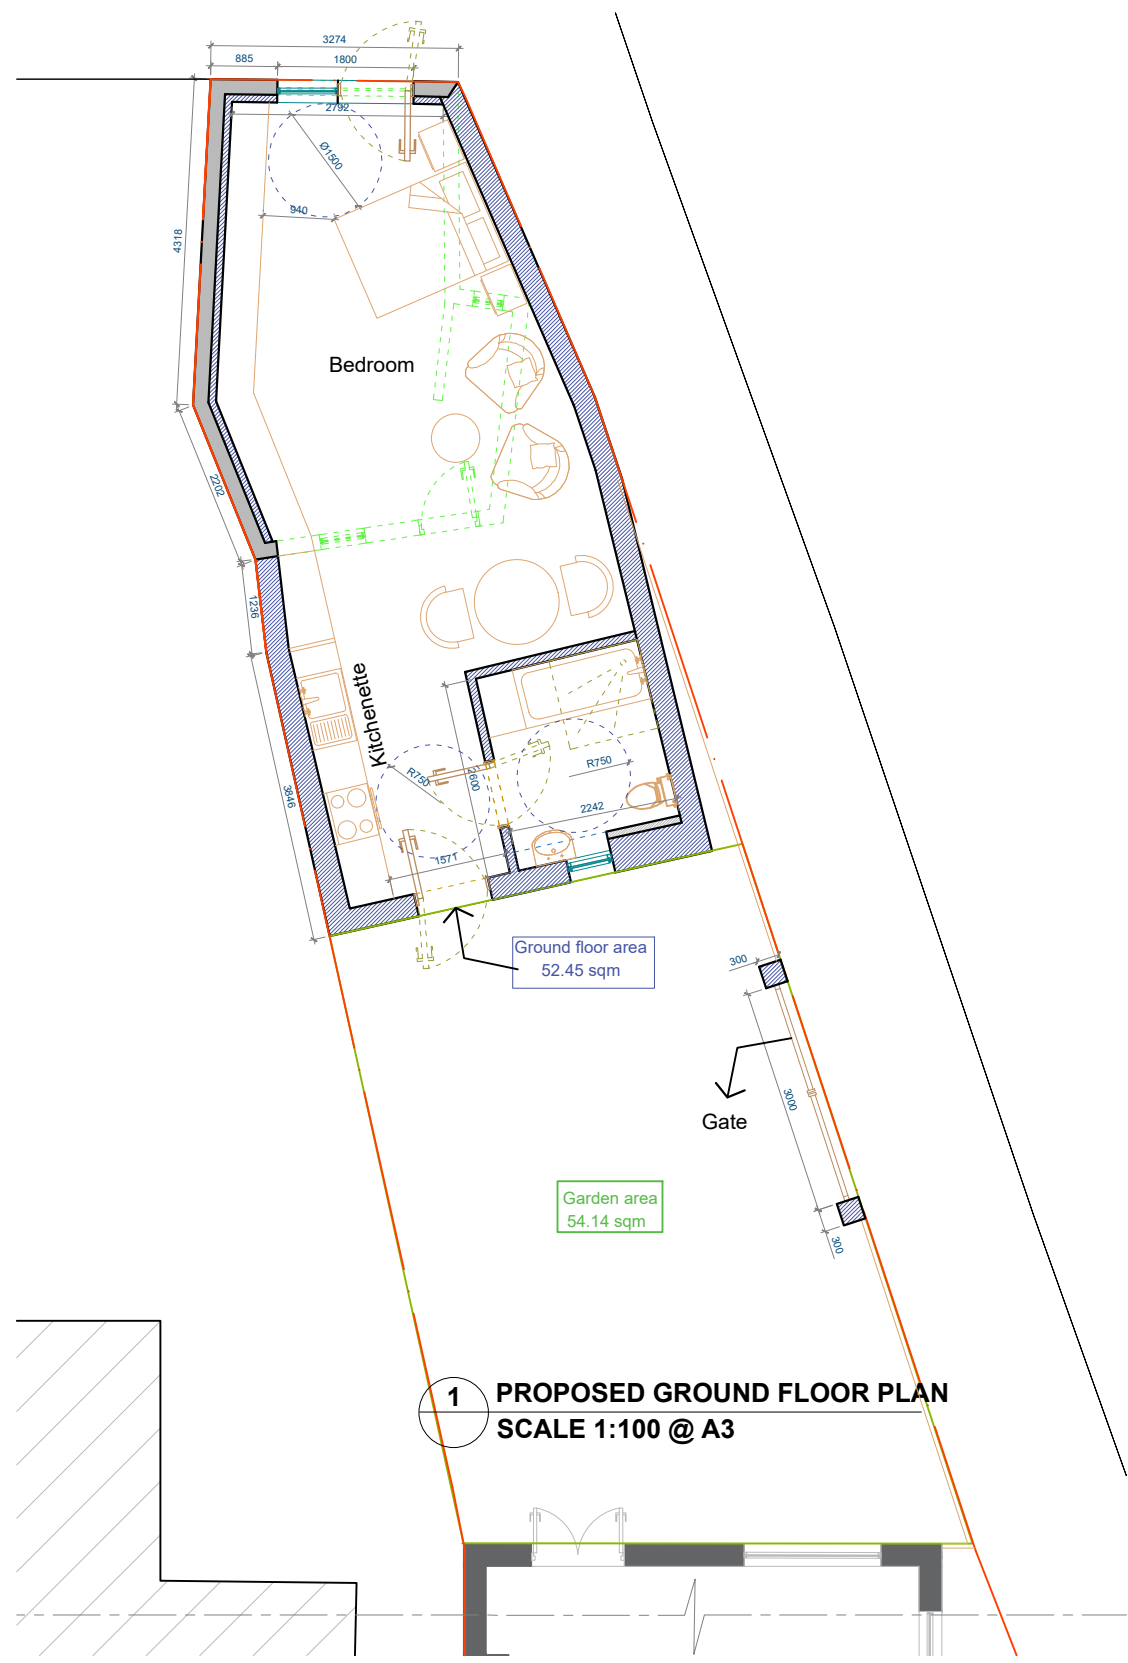 3274
885
1800
2792
Ø1500
940
4318
Bedroom
2202
1236
Kitchenette
R750
2600
R750
2242
3846
1571
Ground floor area
52.45 sqm
300
3000
Gate
Garden area
54.14 sqm
300
1 PROPOSED GROUND FLOOR PLAN
SCALE 1:100 @ A3